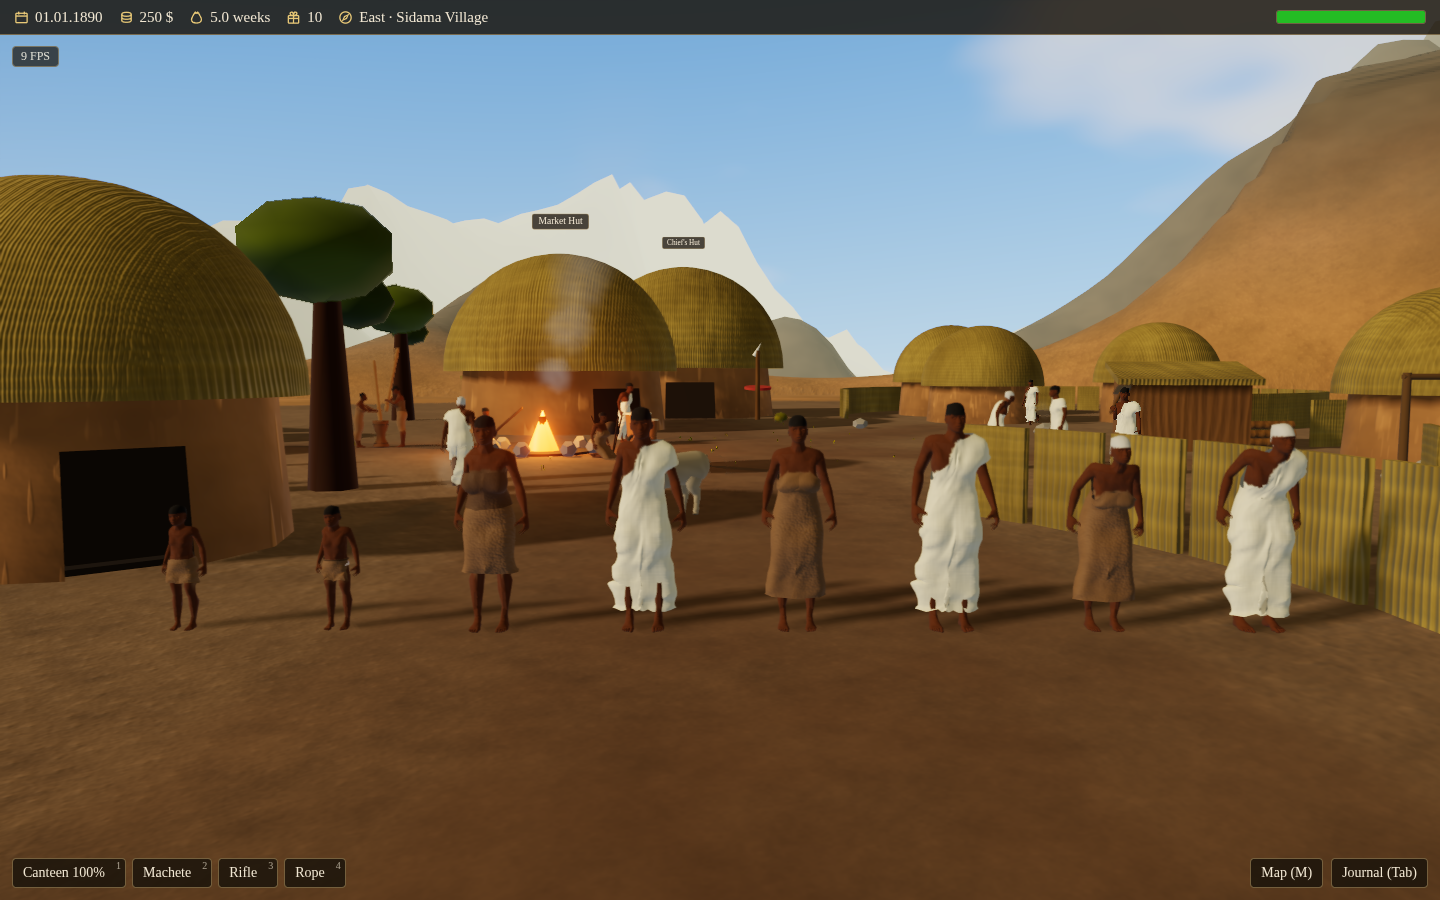 01.01.1890 250 $ 5.0 weeks 10 East · Sidama Village
9 FPS
Market Hut
Chief's Hut
Canteen 100% 1 Machete 2 Rifle 3 Rope 4 Map (M) Journal (Tab)